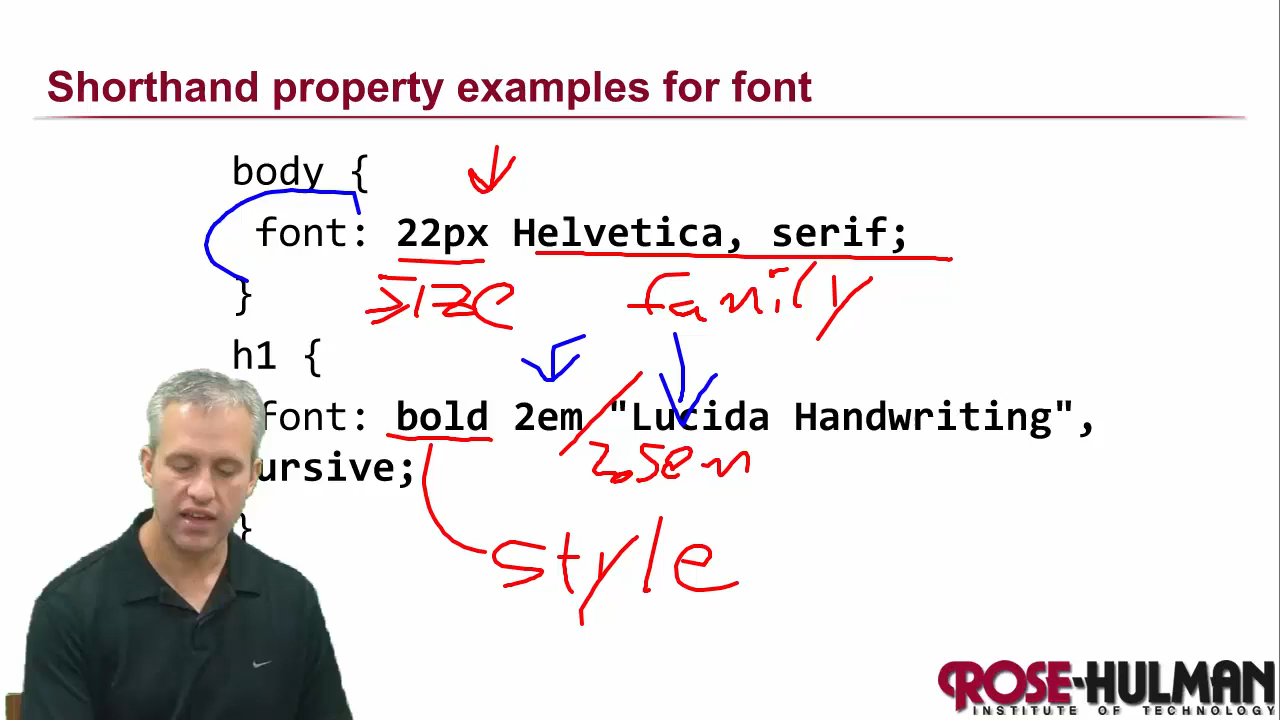 Shorthand property examples for font
body {
font: 22px Helvetica, serif;
size family
}
h1 {
font: bold 2em / "Lucida Handwriting",
2.5em
ursive;
}
style
ROSE-HULMAN
INSTITUTE OF TECHNOLOGY